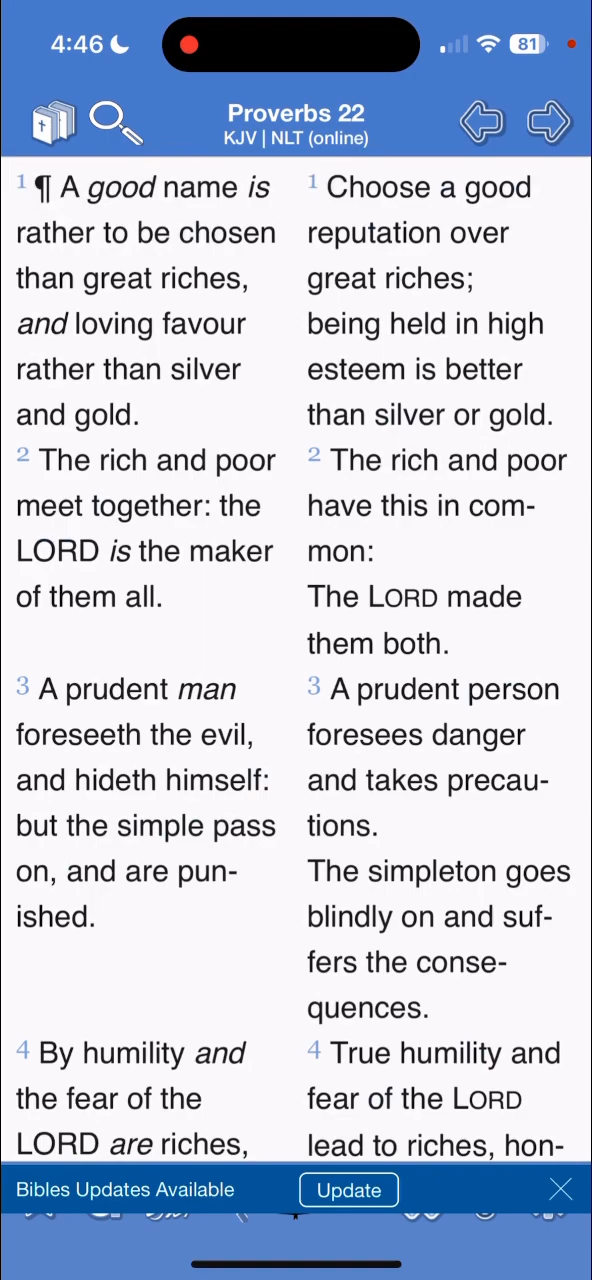 4:46
81
Proverbs 22
KJV | NLT (online)
1 ¶ A good name is
rather to be chosen
than great riches,
and loving favour
rather than silver
and gold.
2 The rich and poor
meet together: the
LORD is the maker
of them all.
3 A prudent man
foreseeth the evil,
and hideth himself:
but the simple pass
on, and are pun-
ished.
4 By humility and
the fear of the
LORD are riches,
1 Choose a good
reputation over
great riches;
being held in high
esteem is better
than silver or gold.
2 The rich and poor
have this in com-
mon:
The LORD made
them both.
3 A prudent person
foresees danger
and takes precau-
tions.
The simpleton goes
blindly on and suf-
fers the conse-
quences.
4 True humility and
fear of the LORD
lead to riches, hon-
Bibles Updates Available
Update